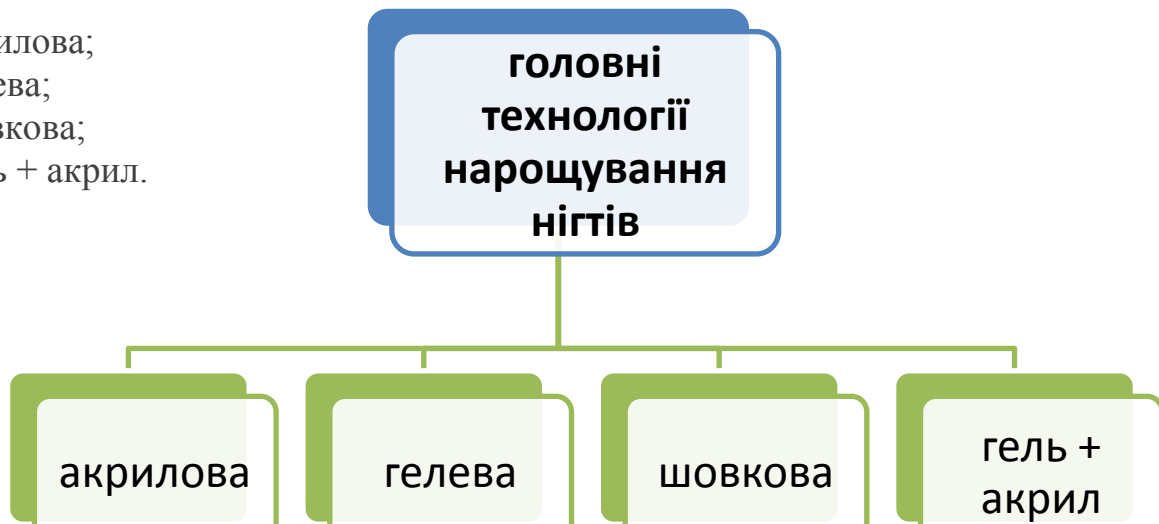 илова;
ева;
вкова;
ь + акрил.
головні
технології
нарощування
нігтів
акрилова
гелева
шовкова
гель +
акрил